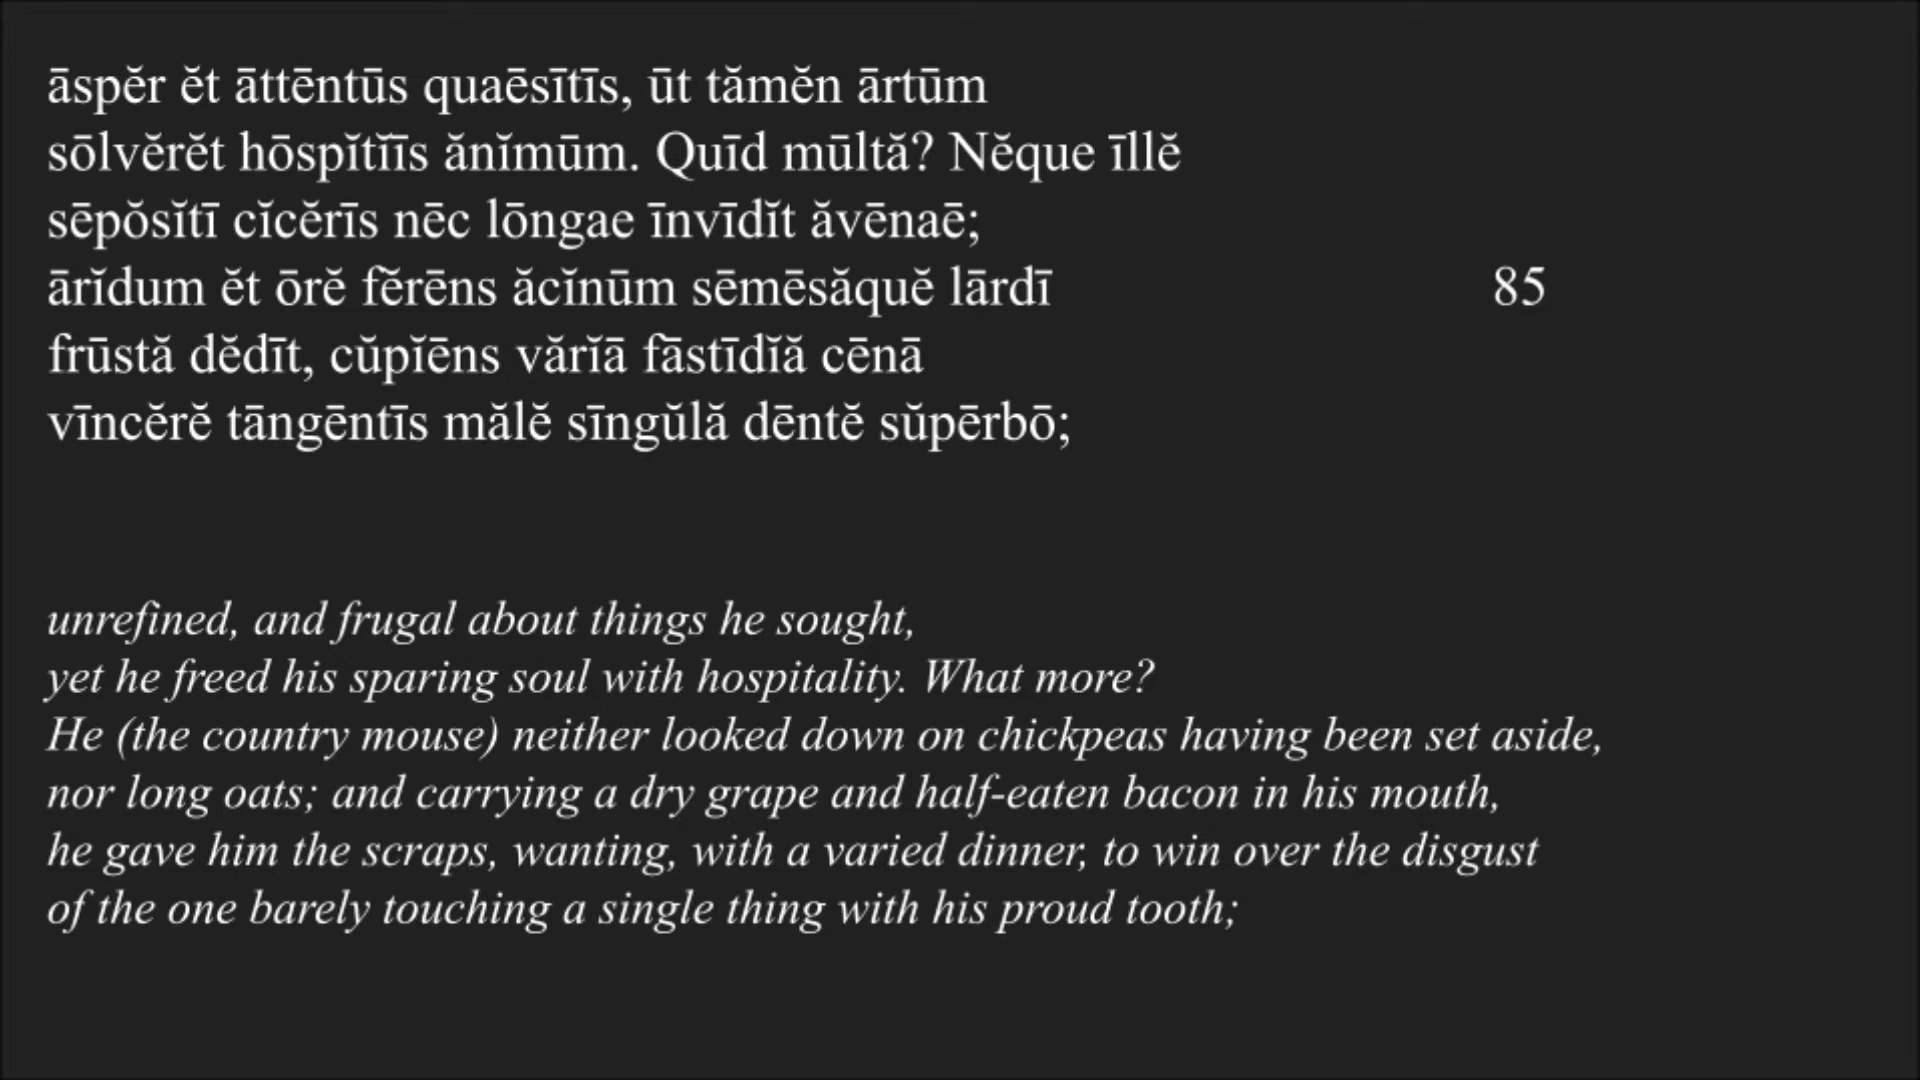 āspĕr ĕt āttēntūs quaēsītīs, ūt tămĕn ārtūm
sōlvĕrĕt hōspĭtĭīs ănĭmūm. Quīd mūltă? Nĕque īllĕ
sēpŏsĭtī cĭcĕrīs nēc lōngae īnvīdĭt ăvēnaē;
ārĭdum ĕt ōrĕ fĕrēns ăcĭnūm sēmēsăquĕ lārdī 85
frūstă dĕdīt, cŭpĭēns vărĭā fāstīdĭă cēnā
vīncĕrĕ tāngēntīs mălĕ sīngŭlă dēntĕ sŭpērbō;
unrefined, and frugal about things he sought,
yet he freed his sparing soul with hospitality. What more?
He (the country mouse) neither looked down on chickpeas having been set aside,
nor long oats; and carrying a dry grape and half-eaten bacon in his mouth,
he gave him the scraps, wanting, with a varied dinner, to win over the disgust
of the one barely touching a single thing with his proud tooth;